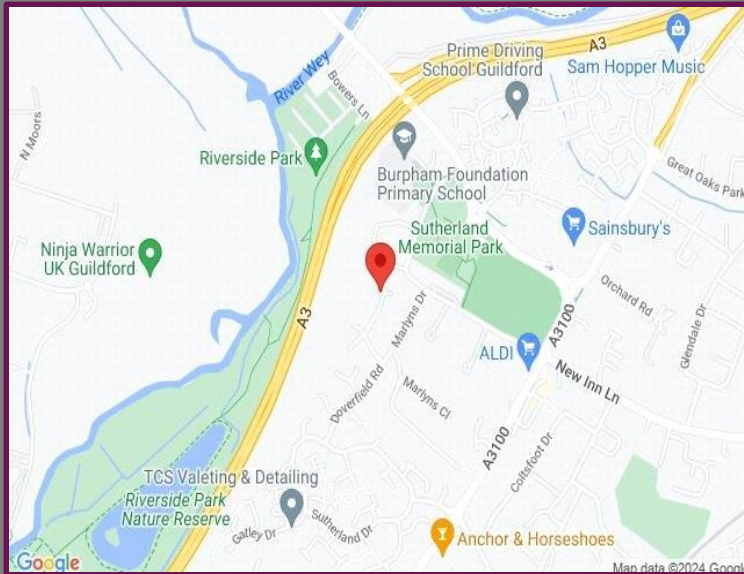 Prime Driving
School Guildford
A3
Sam Hopper Music
River Wey
Bowers Ln
N Moors
Riverside Park
Burpham Foundation
Primary School
Great Oaks Park
Sutherland
Memorial Park
Sainsbury's
Ninja Warrior
UK Guildford
A3
Marlyns Dr
Orchard Rd
A3100
Glendale Dr
ALDI
New Inn Ln
Doverfield Rd
Marlyns Cl
A3100
Coltsfoot Dr
TCS Valeting & Detailing
Riverside Park
Nature Reserve
Sutherland Dr
Gatley Dr
Anchor & Horseshoes
Google
Map data ©2024 Google